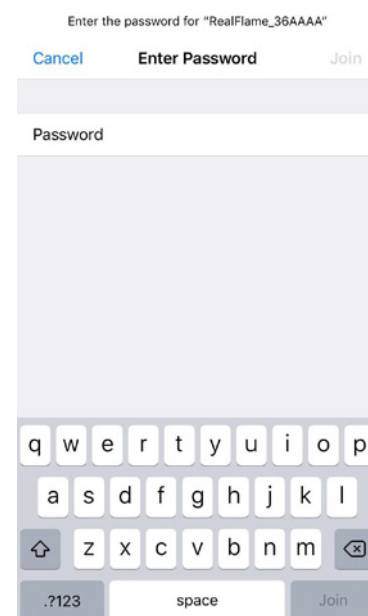 Enter the password for “RealFlame_36AAAA”
Cancel Enter Password Join
Password
q w e r t y u i o p
a s d f g h j k l
z x c v b n m
.?123 space Join